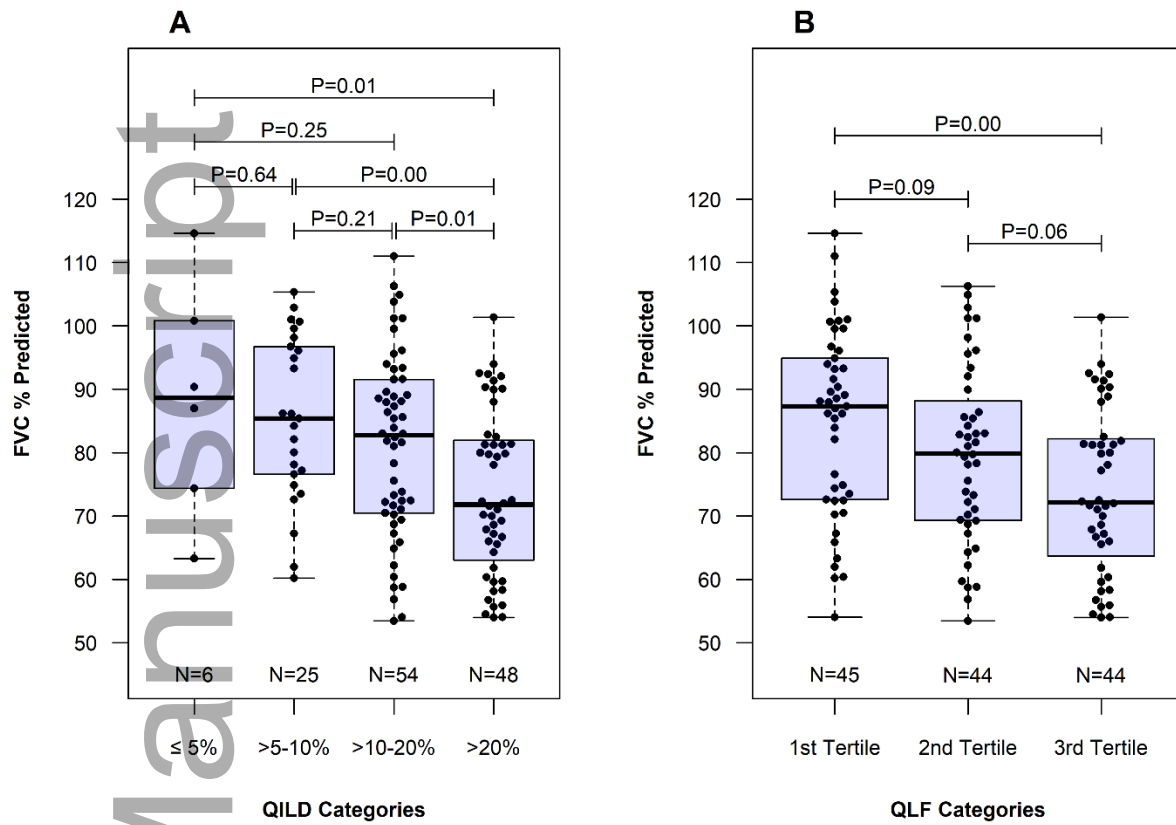 A
P=0.01
P=0.25
P=0.64
P=0.00
P=0.21
P=0.01
120
110
100
90
80
70
60
50
FVC % Predicted
N=6
N=25
N=54
N=48
≤ 5%
>5-10%
>10-20%
>20%
QILD Categories
B
P=0.00
P=0.09
P=0.06
120
110
100
90
80
70
60
50
FVC % Predicted
N=45
N=44
N=44
1st Tertile
2nd Tertile
3rd Tertile
QLF Categories
Manuscript